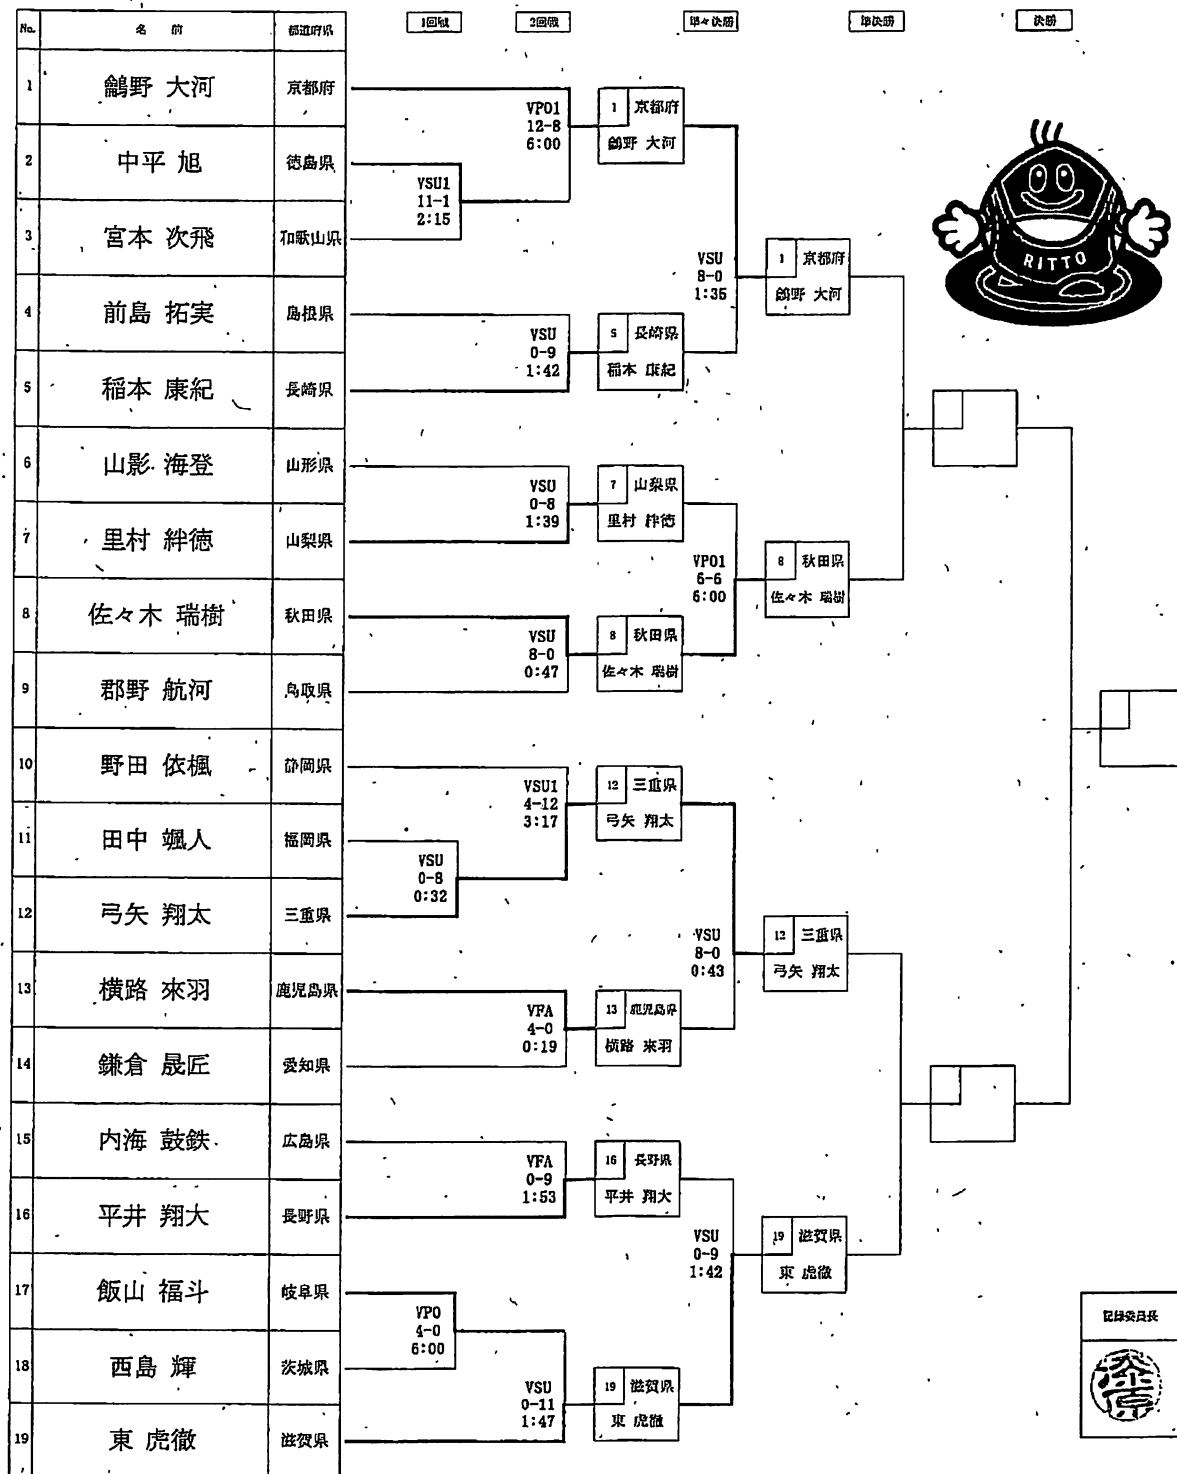 No. 名 前 都道府県 1回戦 2回戦 準々決勝 準決勝 決勝
1 鶴野 大河 京都府
2 中平 旭 徳島県
3 宮本 次飛 和歌山県
4 前島 拓実 島根県
5 稲本 康紀 長崎県
6 山影 海登 山形県
7 里村 絆徳 山梨県
8 佐々木 瑞樹 秋田県
9 郡野 航河 鳥取県
10 野田 依楓 静岡県
11 田中 颯人 福岡県
12 弓矢 翔太 三重県
13 横路 來羽 鹿児島県
14 鎌倉 晟匠 愛知県
15 内海 鼓鉄 広島県
16 平井 翔大 長野県
17 飯山 福斗 岐阜県
18 西島 輝 茨城県
19 東 虎徹 滋賀県
VSU1
11-1
2:15
VSU
0-8
0:32
VPO
4-0
6:00
VPO1
12-8
6:00
VSU
0-9
1:42
VSU
0-8
1:39
VSU
8-0
0:47
VSU1
4-12
3:17
VFA
4-0
0:19
VFA
0-9
1:53
VSU
0-11
1:47
1 京都府
鶴野 大河
5 長崎県
稲本 康紀
7 山梨県
里村 絆徳
8 秋田県
佐々木 瑞樹
12 三重県
弓矢 翔太
13 鹿児島県
横路 來羽
16 長野県
平井 翔大
19 滋賀県
東 虎徹
VSU
8-0
1:35
VPO1
6-6
6:00
VSU
8-0
0:43
VSU
0-9
1:42
1 京都府
鶴野 大河
8 秋田県
佐々木 瑞樹
12 三重県
弓矢 翔太
19 滋賀県
東 虎徹
RITTO
記録委員長